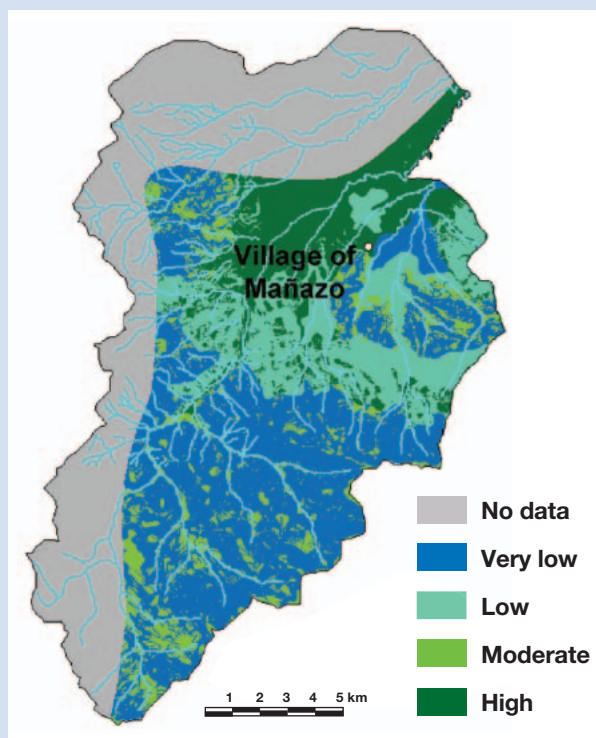 Village of
Mañazo
No data
Very low
Low
Moderate
High
1 2 3 4 5 km